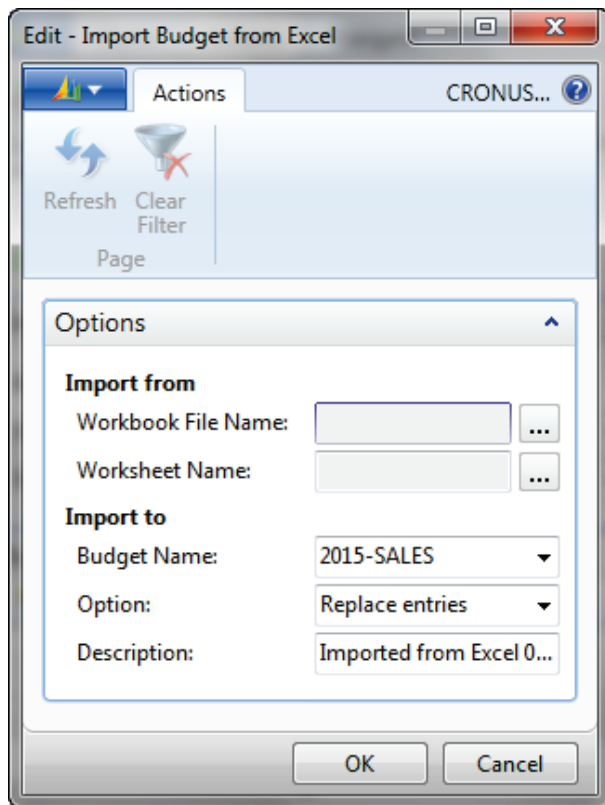 Edit - Import Budget from Excel
Actions
CRONUS...
Refresh
Clear
Filter
Page
Options
Import from
Workbook File Name:
...
Worksheet Name:
...
Import to
Budget Name: 2015-SALES
Option: Replace entries
Description: Imported from Excel 0...
OK
Cancel